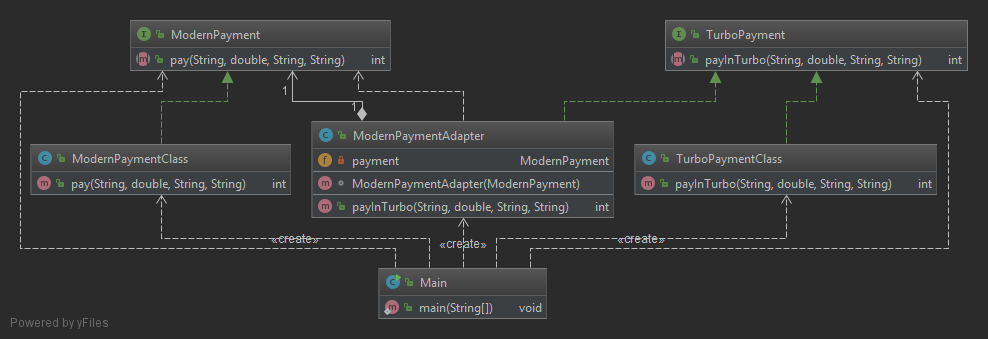 ModernPayment
pay(String, double, String, String) int
TurboPayment
payInTurbo(String, double, String, String) int
1
1
ModernPaymentClass
pay(String, double, String, String) int
ModernPaymentAdapter
payment ModernPayment
ModernPaymentAdapter(ModernPayment)
payInTurbo(String, double, String, String) int
TurboPaymentClass
payInTurbo(String, double, String, String) int
«create»
«create»
«create»
Main
main(String[]) void
Powered by yFiles